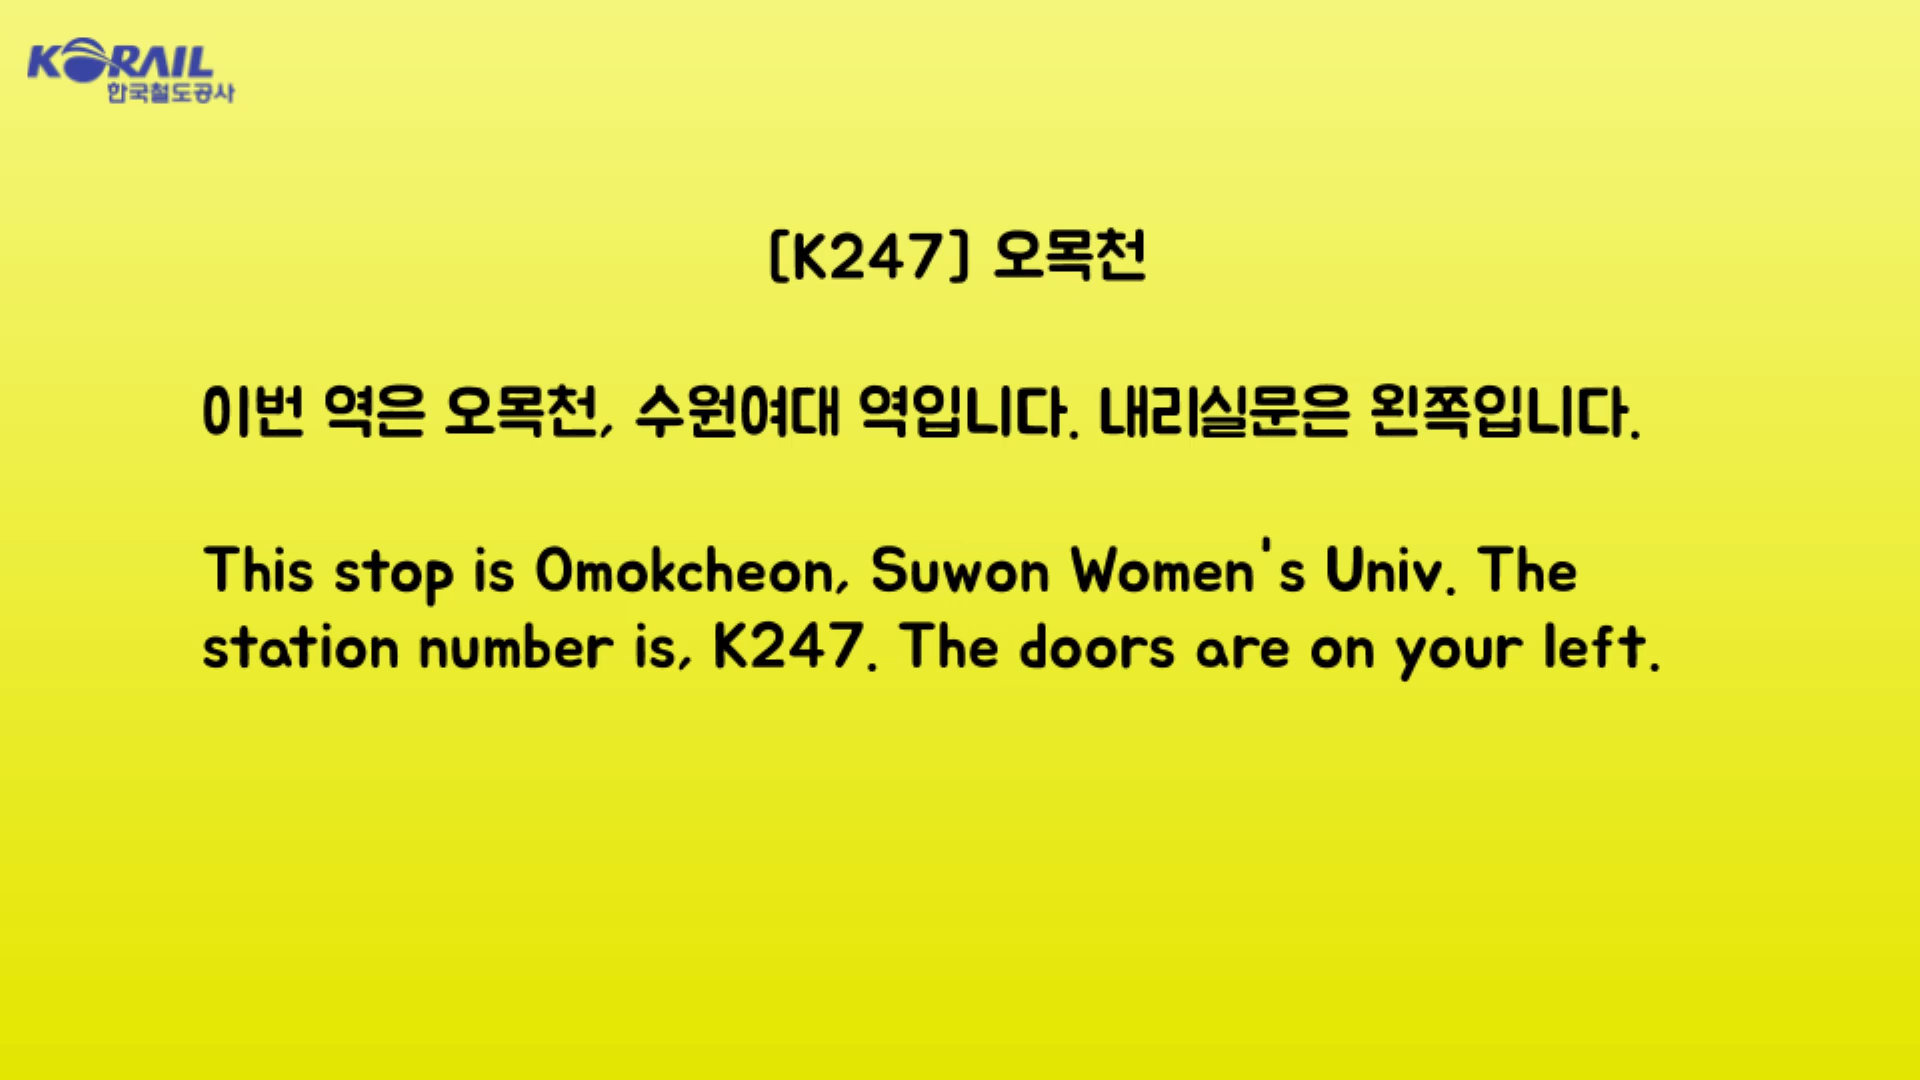 KORAIL
한국철도공사
[K247] 오목천
이번 역은 오목천, 수원여대 역입니다. 내리실문은 왼쪽입니다.
This stop is Omokcheon, Suwon Women's Univ. The
station number is, K247. The doors are on your left.